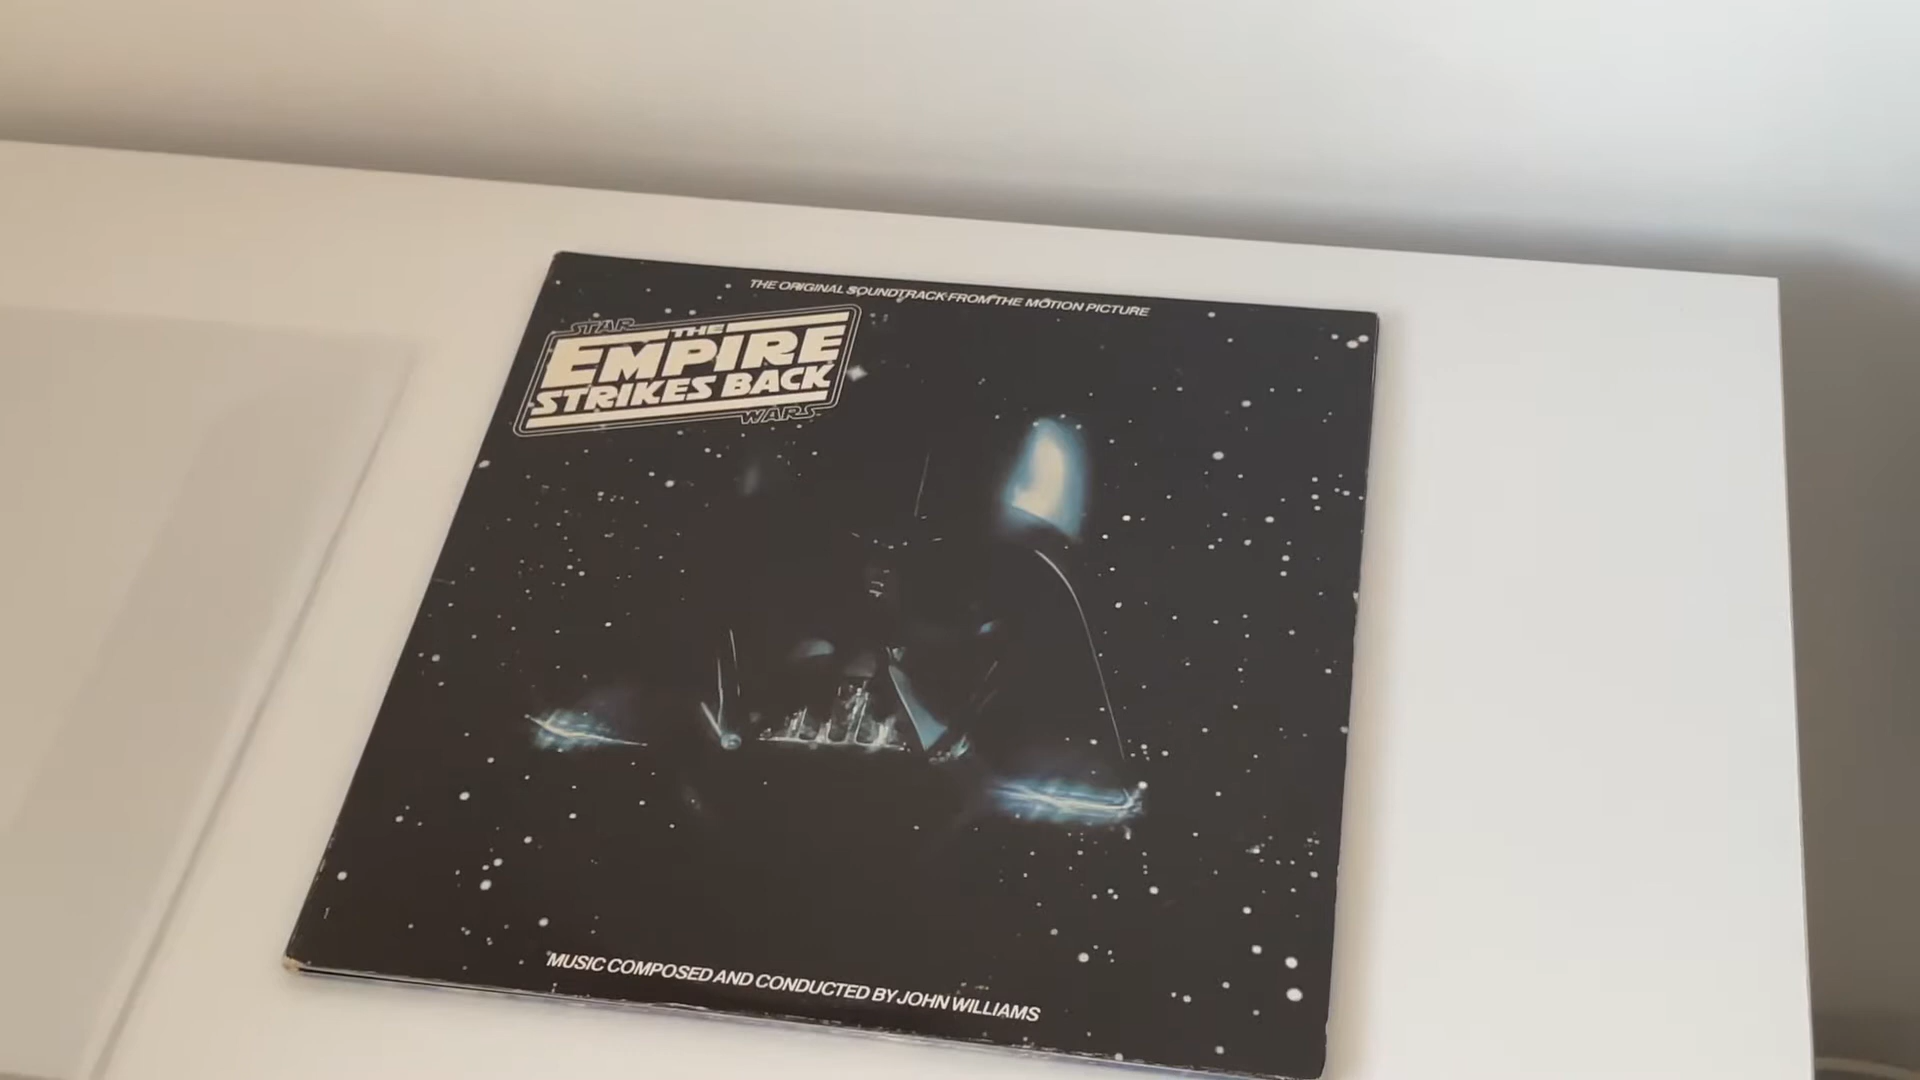 THE ORIGINAL SOUNDTRACK FROM THE MOTION PICTURE
STAR
THE
EMPIRE
STRIKES BACK
WARS
MUSIC COMPOSED AND CONDUCTED BY JOHN WILLIAMS